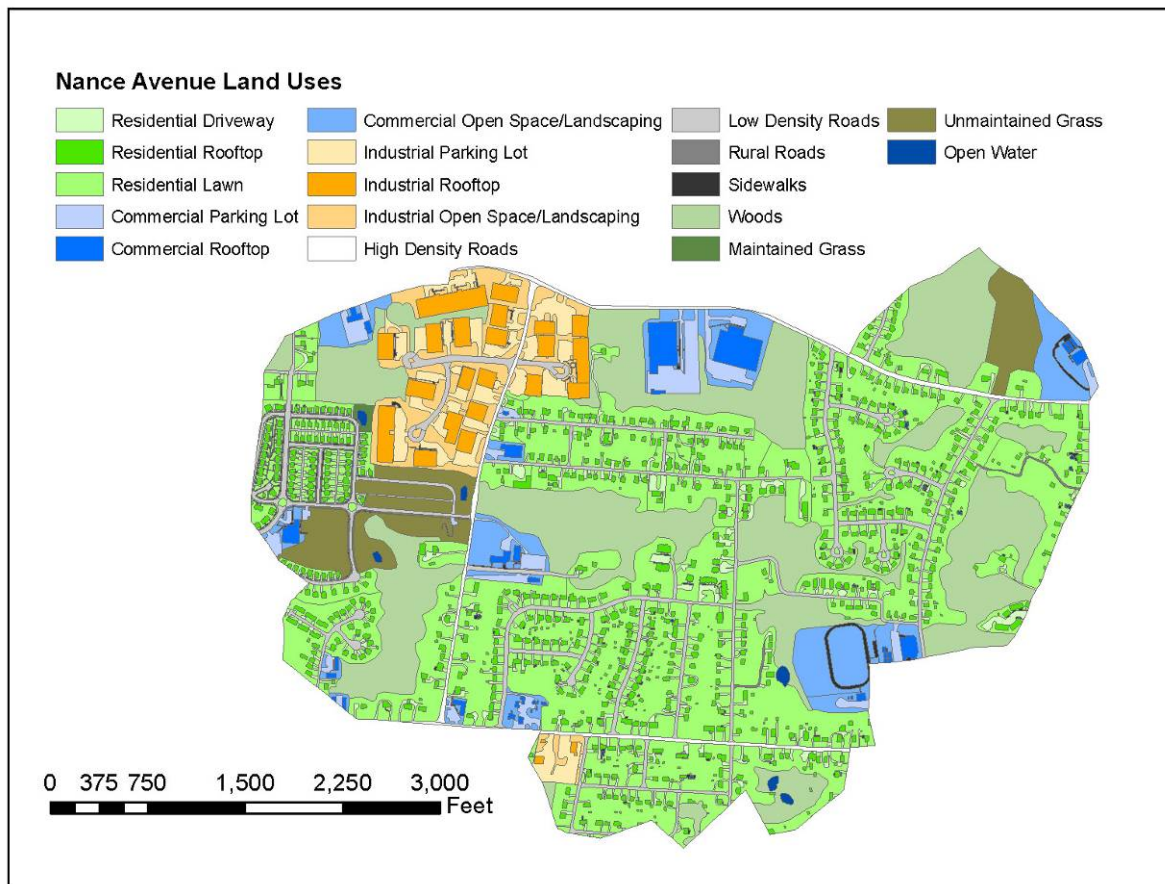 Nance Avenue Land Uses
Residential Driveway
Residential Rooftop
Residential Lawn
Commercial Parking Lot
Commercial Rooftop
Commercial Open Space/Landscaping
Industrial Parking Lot
Industrial Rooftop
Industrial Open Space/Landscaping
High Density Roads
Low Density Roads
Rural Roads
Sidewalks
Woods
Maintained Grass
Unmaintained Grass
Open Water
0 375 750 1,500 2,250 3,000
Feet